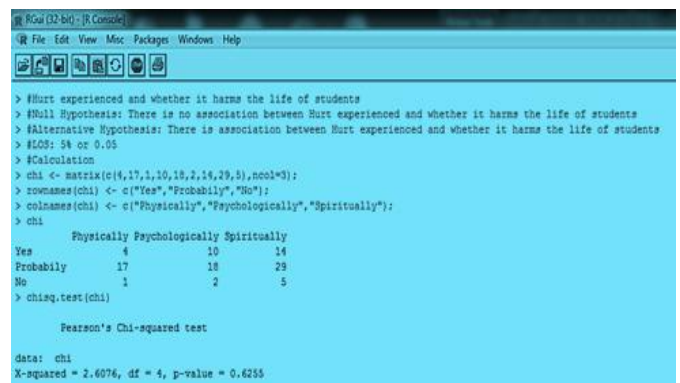 RGui (32-bit) - [R Console]
File Edit View Misc Packages Windows Help
> #Hurt experienced and whether it harms the life of students
> #Null Hypothesis: There is no association between Hurt experienced and whether it harms the life of students
> #Alternative Hypothesis: There is association between Hurt experienced and whether it harms the life of students
> #LOS: 5% or 0.05
> #Calculation
> chi <- matrix(c(4,17,1,10,18,2,14,29,5),ncol=3);
> rownames(chi) <- c("Yes","Probabily","No");
> colnames(chi) <- c("Physically","Psychologically","Spiritually");
> chi
Physically Psychologically Spiritually
Yes 4 10 14
Probabily 17 18 29
No 1 2 5
> chisq.test(chi)
Pearson's Chi-squared test
data: chi
X-squared = 2.6076, df = 4, p-value = 0.6255